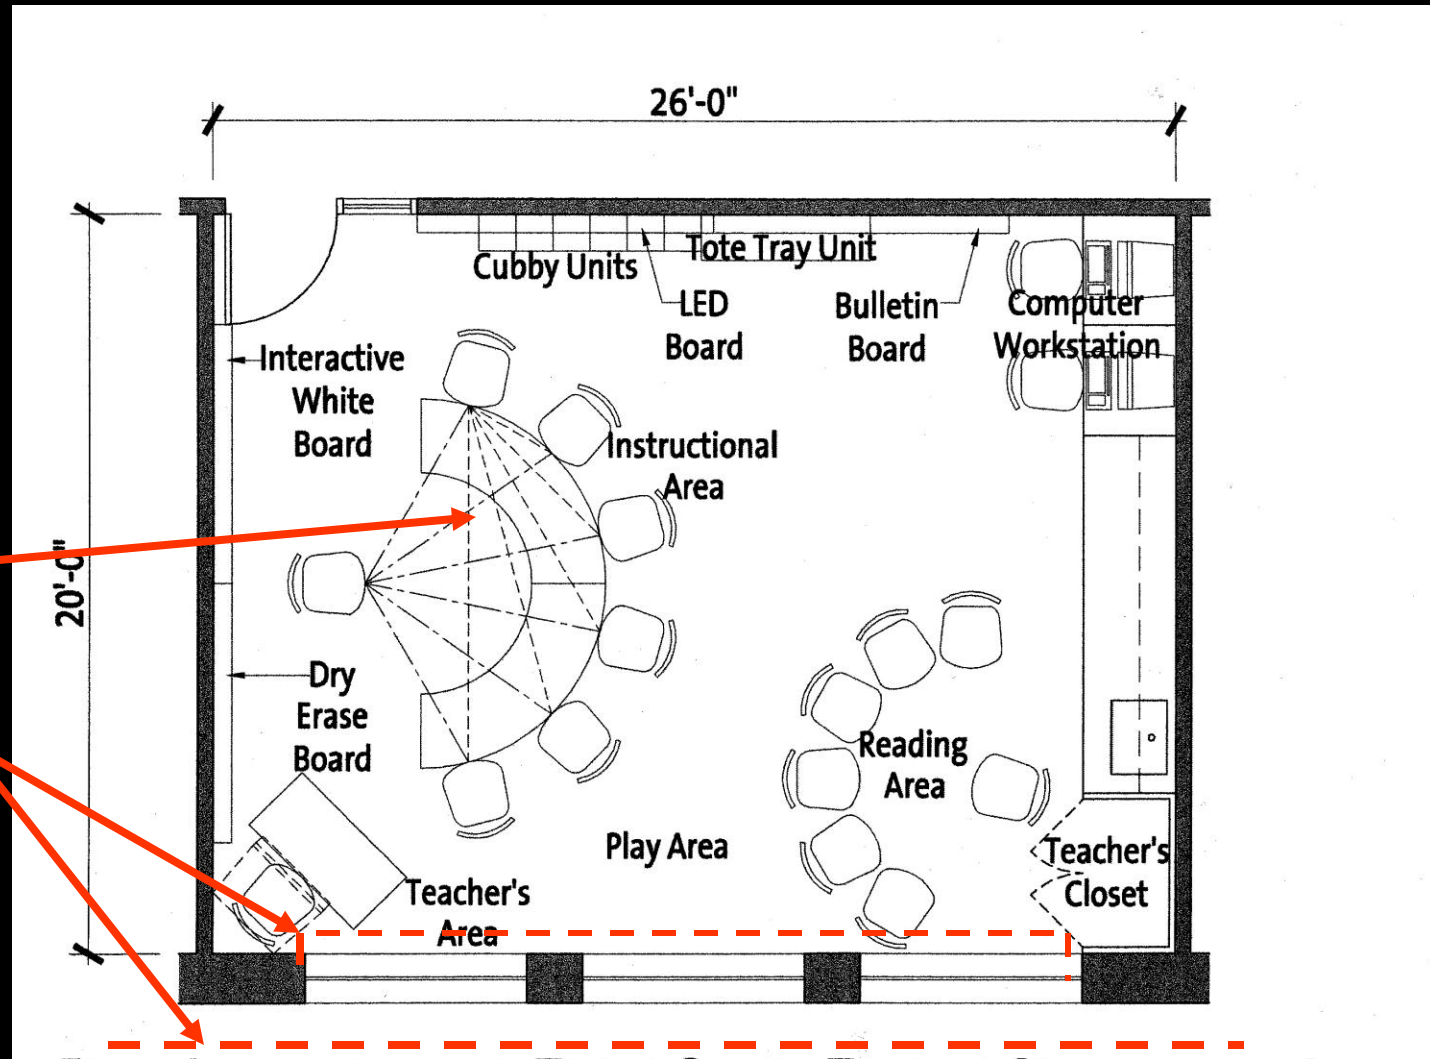 26'-0"
Cubby Units
Tote Tray Unit
LED
Board
Bulletin
Board
Computer
Workstation
Interactive
White
Board
Instructional
Area
20'-0"
Dry
Erase
Board
Reading
Area
Play Area
Teacher's
Area
Teacher's
Closet